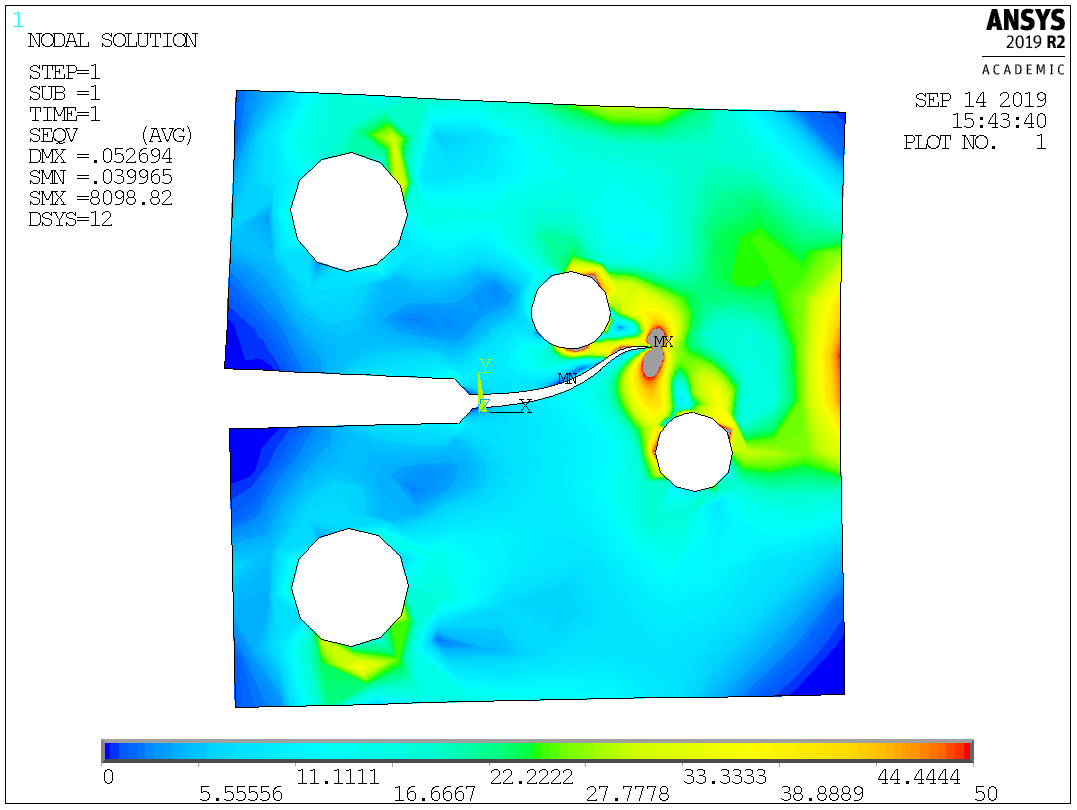 1
NODAL SOLUTION
STEP=1
SUB =1
TIME=1
SEQV (AVG)
DMX =.052694
SMN =.039965
SMX =8098.82
DSYS=12
ANSYS
2019 R2
ACADEMIC
SEP 14 2019
15:43:40
PLOT NO. 1
MX
MN
Y
Z
X
0
5.55556
11.1111
16.6667
22.2222
27.7778
33.3333
38.8889
44.4444
50